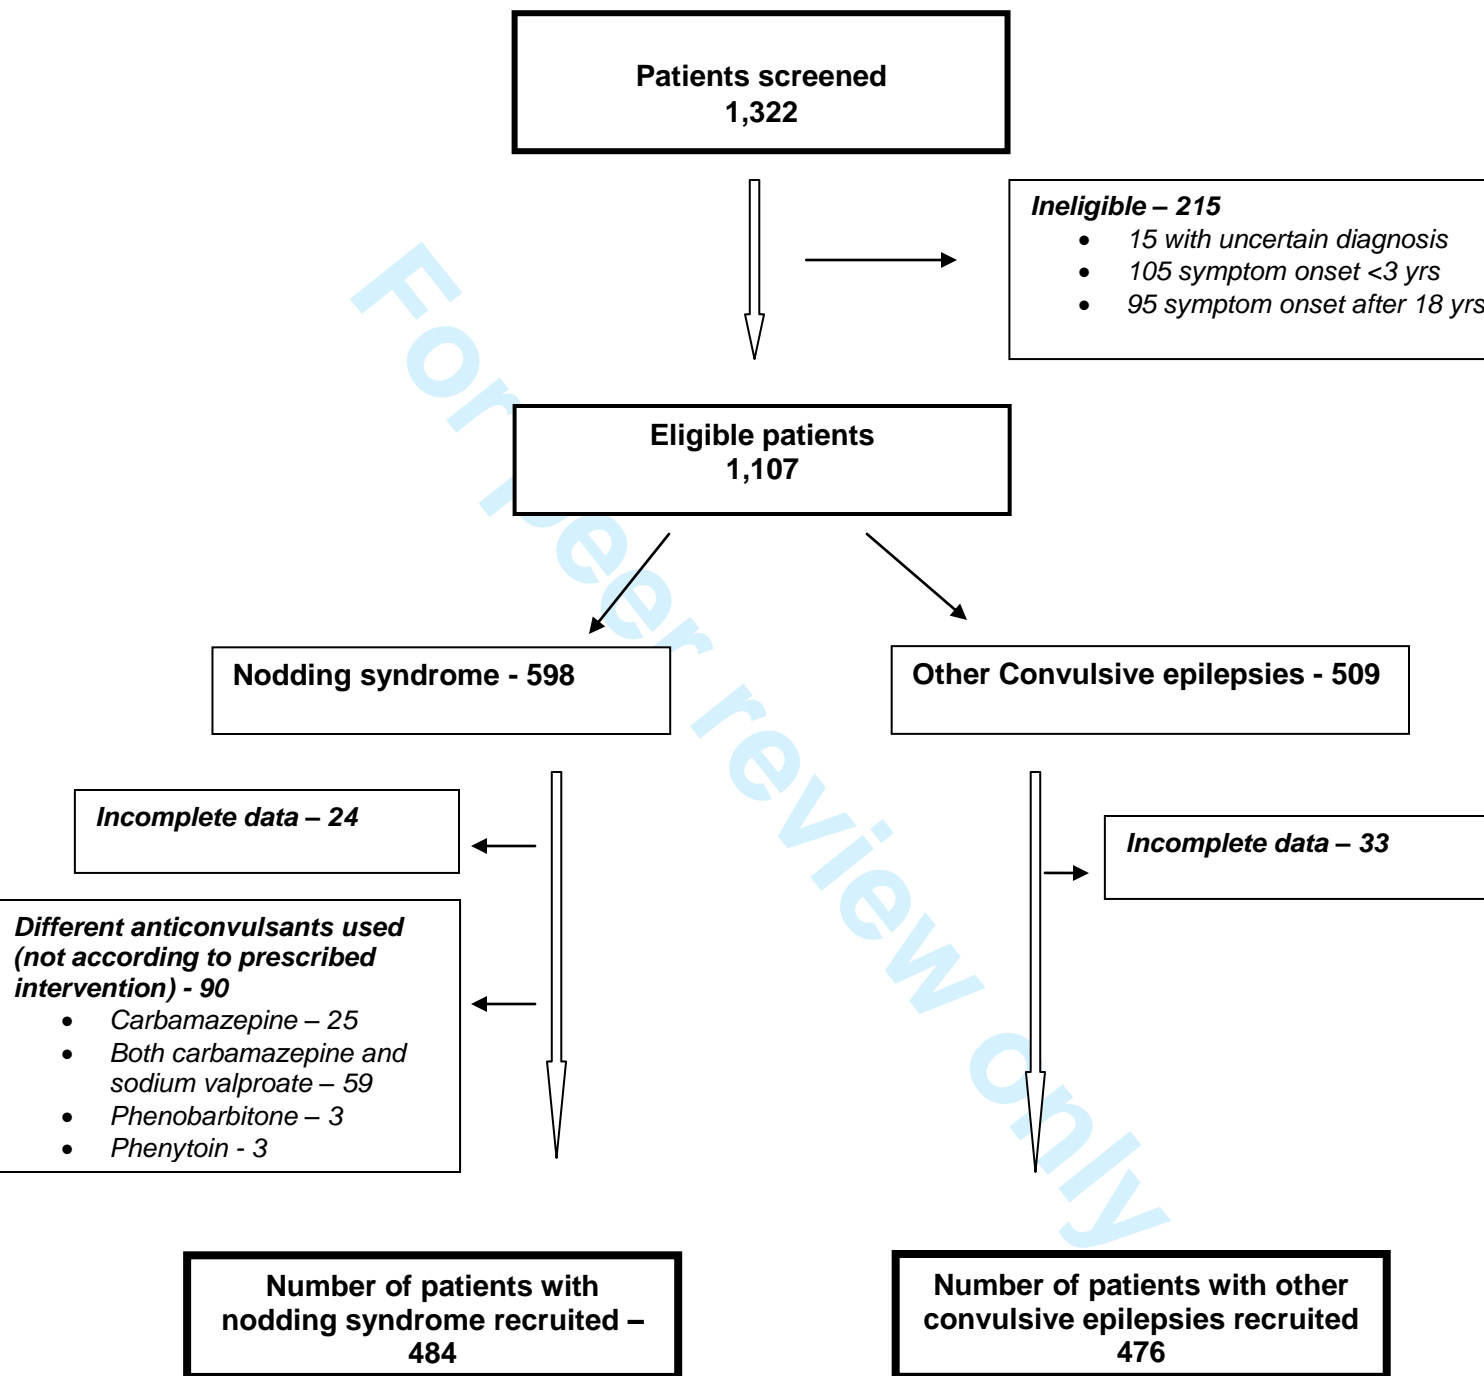 Patients screened
1,322
Ineligible – 215
• 15 with uncertain diagnosis
• 105 symptom onset <3 yrs
• 95 symptom onset after 18 yrs
Eligible patients
1,107
Nodding syndrome - 598
Other Convulsive epilepsies - 509
Incomplete data – 24
Incomplete data – 33
Different anticonvulsants used
(not according to prescribed
intervention) - 90
• Carbamazepine – 25
• Both carbamazepine and
sodium valproate – 59
• Phenobarbitone – 3
• Phenytoin - 3
Number of patients with
nodding syndrome recruited –
484
Number of patients with other
convulsive epilepsies recruited
476
For peer review only